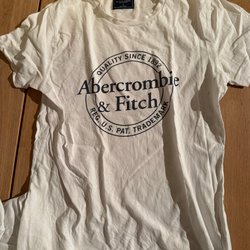 QUALITY SINCE 1892
Abercrombie
& Fitch
REG. U.S. PAT. TRADEMARK